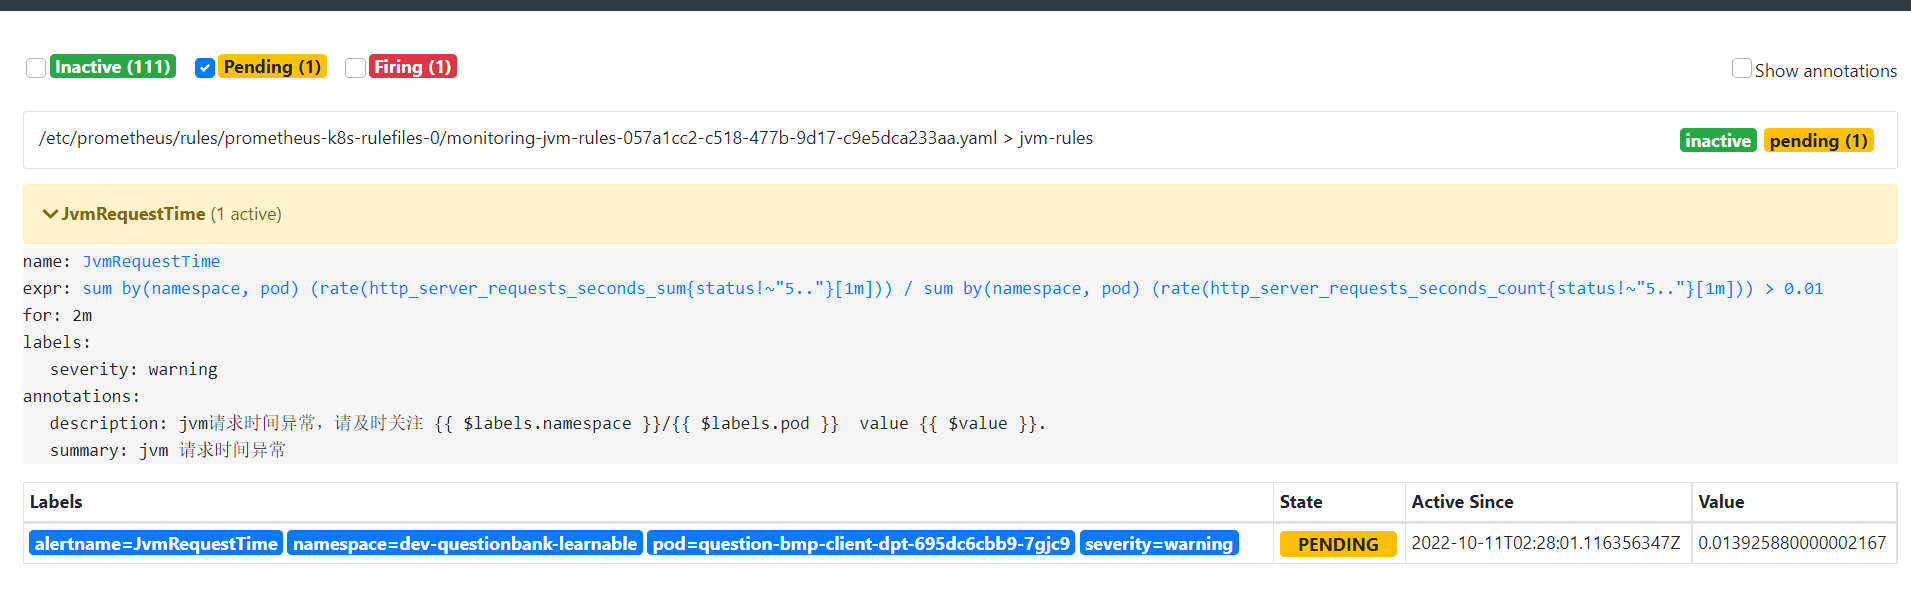 Inactive (111) Pending (1) Firing (1) Show annotations
/etc/prometheus/rules/prometheus-k8s-rulefiles-0/monitoring-jvm-rules-057a1cc2-c518-477b-9d17-c9e5dca233aa.yaml > jvm-rules inactive pending (1)
JvmRequestTime (1 active)
name: JvmRequestTime
expr: sum by(namespace, pod) (rate(http_server_requests_seconds_sum{status!~"5.."}[1m])) / sum by(namespace, pod) (rate(http_server_requests_seconds_count{status!~"5.."}[1m])) > 0.01
for: 2m
labels:
severity: warning
annotations:
description: jvm请求时间异常，请及时关注 {{ $labels.namespace }}/{{ $labels.pod }}  value {{ $value }}.
summary: jvm 请求时间异常
Labels State Active Since Value
alertname=JvmRequestTime namespace=dev-questionbank-learnable pod=question-bmp-client-dpt-695dc6cbb9-7gjc9 severity=warning PENDING 2022-10-11T02:28:01.116356347Z 0.013925880000002167